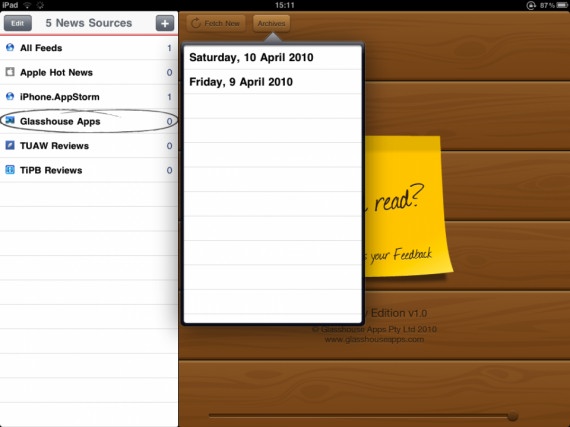 iPad 15:11 87%
Edit 5 News Sources +
Fetch New Archives
All Feeds 1
Apple Hot News 0
iPhone.AppStorm 1
Glasshouse Apps 0
TUAW Reviews 0
TiPB Reviews 0
Saturday, 10 April 2010
Friday, 9 April 2010
read?
your Feedback
Edition v1.0
© Glasshouse Apps Pty Ltd 2010
www.glasshouseapps.com